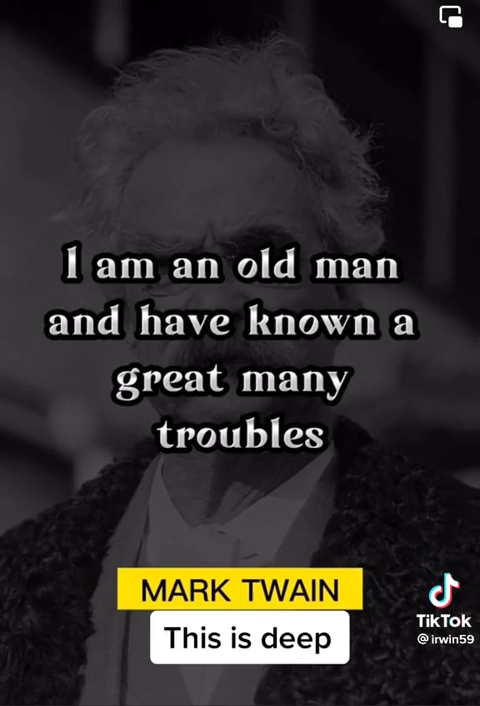 I am an old man
and have known a
great many
troubles
MARK TWAIN
This is deep
TikTok
@irwin59